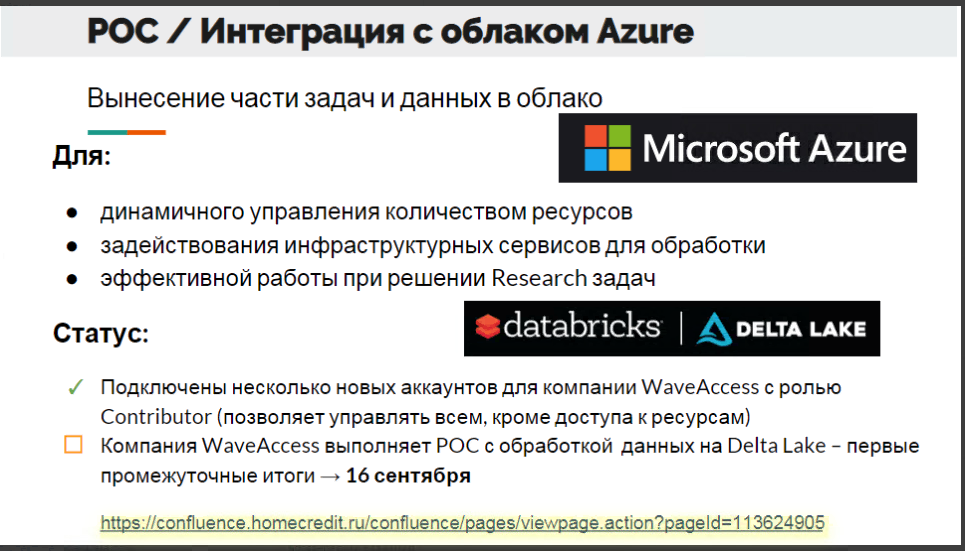 POC / Интеграция с облаком Azure
Вынесение части задач и данных в облако
Microsoft Azure
Для:
● динамичного управления количеством ресурсов
● задействования инфраструктурных сервисов для обработки
● эффективной работы при решении Research задач
databricks | DELTA LAKE
Статус:
✓ Подключены несколько новых аккаунтов для компании WaveAccess с ролью
Contributor (позволяет управлять всем, кроме доступа к ресурсам)
☐ Компания WaveAccess выполняет POC с обработкой данных на Delta Lake – первые
промежуточные итоги → 16 сентября
https://confluence.homecredit.ru/confluence/pages/viewpage.action?pageId=113624905